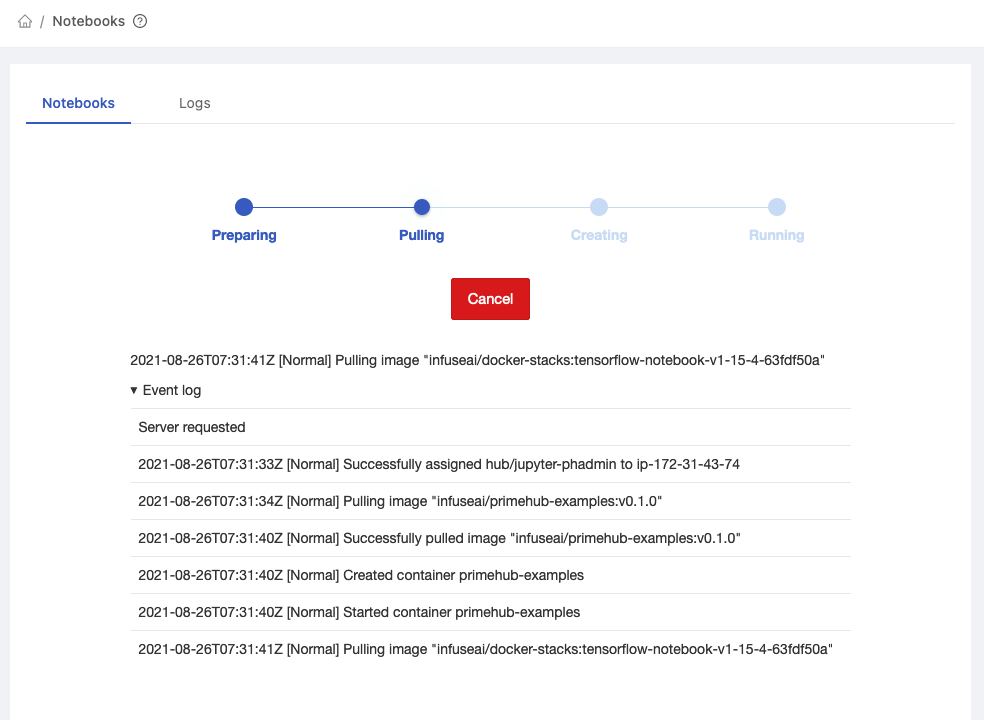 / Notebooks ?
Notebooks Logs
Preparing Pulling Creating Running
Cancel
2021-08-26T07:31:41Z [Normal] Pulling image "infuseai/docker-stacks:tensorflow-notebook-v1-15-4-63fdf50a"
▾ Event log
Server requested
2021-08-26T07:31:33Z [Normal] Successfully assigned hub/jupyter-phadmin to ip-172-31-43-74
2021-08-26T07:31:34Z [Normal] Pulling image "infuseai/primehub-examples:v0.1.0"
2021-08-26T07:31:40Z [Normal] Successfully pulled image "infuseai/primehub-examples:v0.1.0"
2021-08-26T07:31:40Z [Normal] Created container primehub-examples
2021-08-26T07:31:40Z [Normal] Started container primehub-examples
2021-08-26T07:31:41Z [Normal] Pulling image "infuseai/docker-stacks:tensorflow-notebook-v1-15-4-63fdf50a"